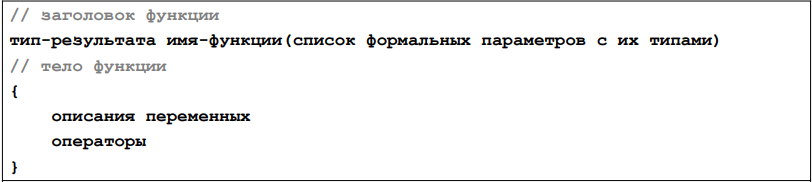 // заголовок функции
тип-результата имя-функции(список формальных параметров с их типами)
// тело функции
{
описания переменных
операторы
}